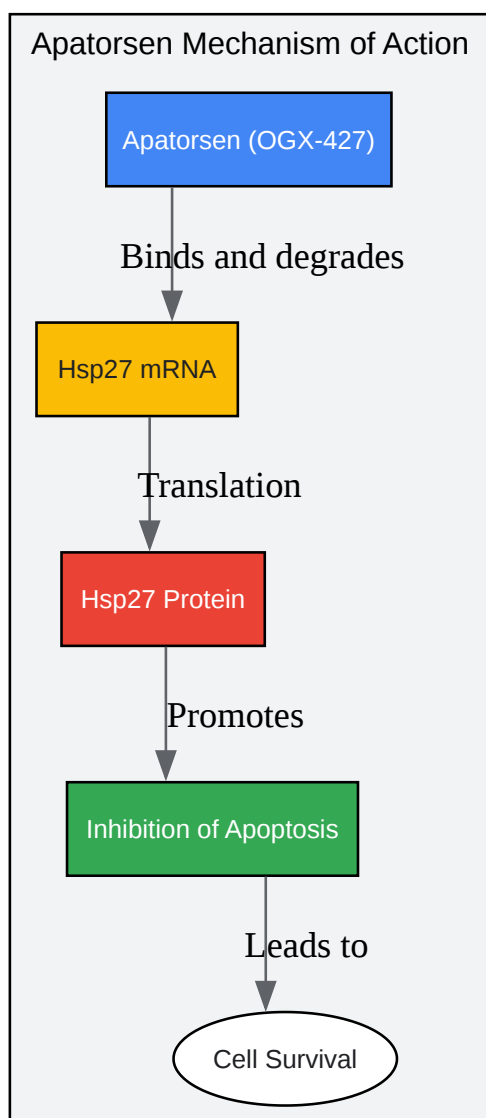 Apatorsen Mechanism of Action
Apatorsen (OGX-427)
Binds and degrades
Hsp27 mRNA
Translation
Hsp27 Protein
Promotes
Inhibition of Apoptosis
Leads to
Cell Survival